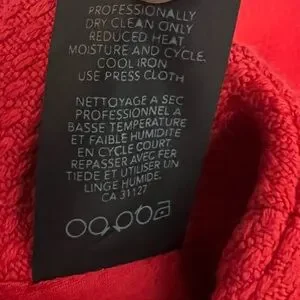 PROFESSIONALLY
DRY CLEAN ONLY
REDUCED HEAT
MOISTURE AND CYCLE.
COOL IRON
USE PRESS CLOTH
NETTOYAGE A SEC
PROFESSIONNEL A
BASSE TEMPERATURE
ET FAIBLE HUMIDITE
EN CYCLE COURT.
REPASSER AVEC FER
TIEDE ET UTILISER UN
LINGE HUMIDE.
CA 31127